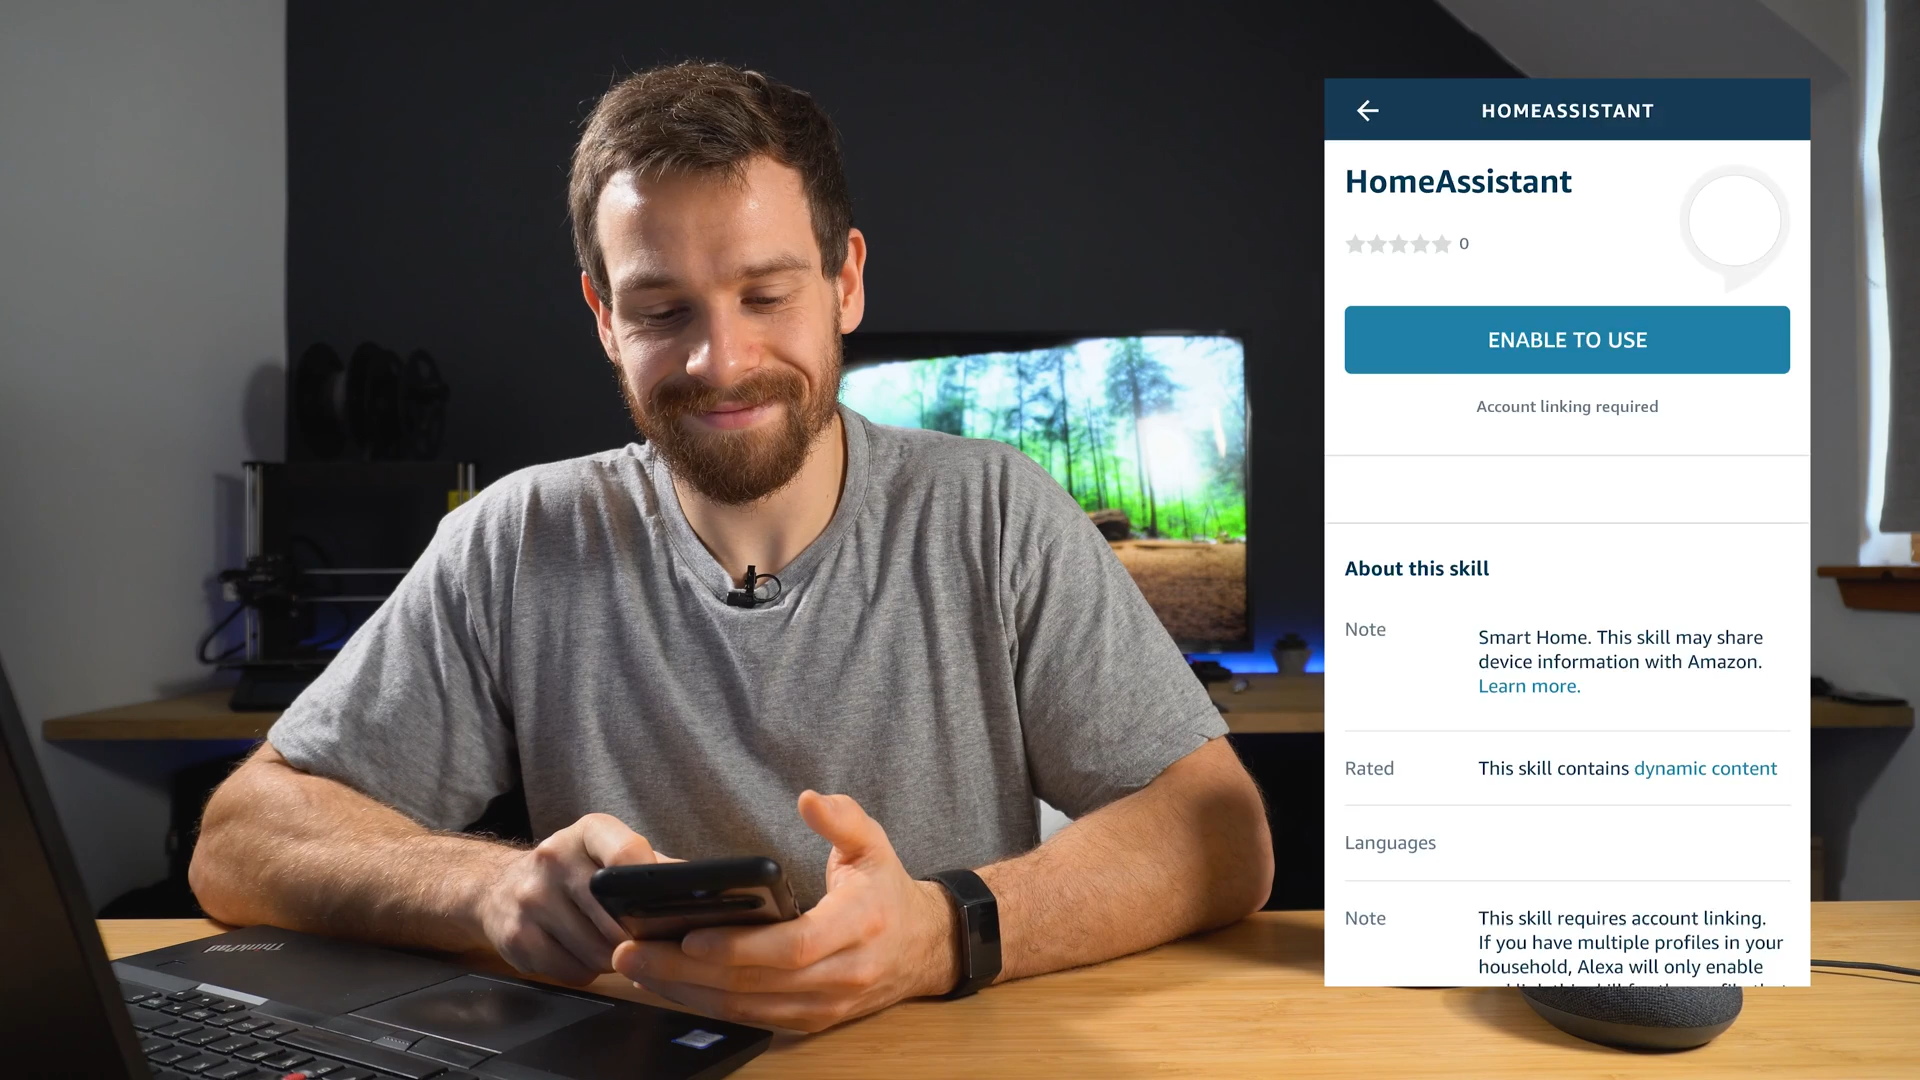 HOMEASSISTANT
HomeAssistant
0
ENABLE TO USE
Account linking required
About this skill
Note
Smart Home. This skill may share
device information with Amazon.
Learn more.
Rated
This skill contains dynamic content
Languages
Note
This skill requires account linking.
If you have multiple profiles in your
household, Alexa will only enable
ThinkPad